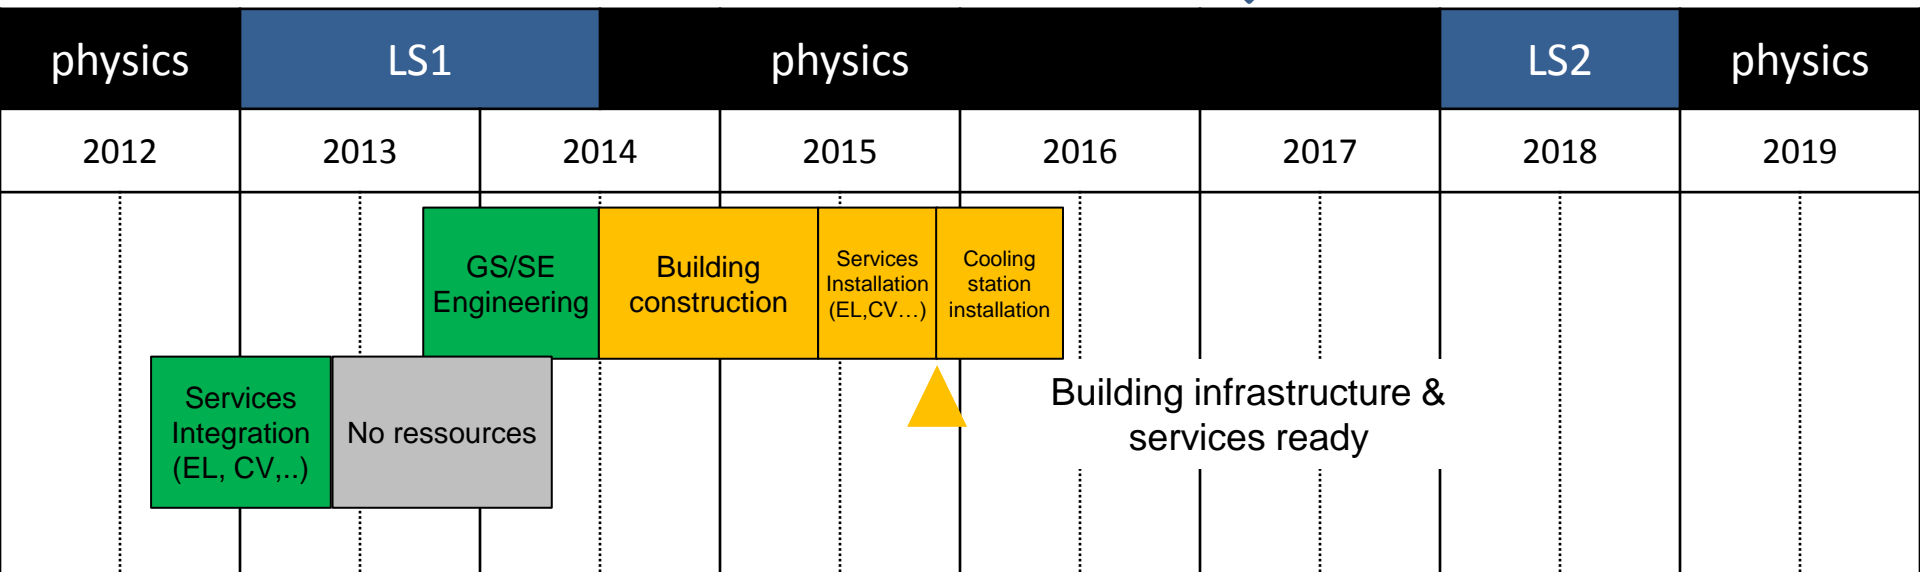 physics LS1 physics LS2 physics
2012 2013 2014 2015 2016 2017 2018 2019
GS/SE
Engineering
Building
construction
Services
Installation
(EL,CV…)
Cooling
station
installation
Services
Integration
(EL, CV,..)
No ressources
Building infrastructure &
services ready